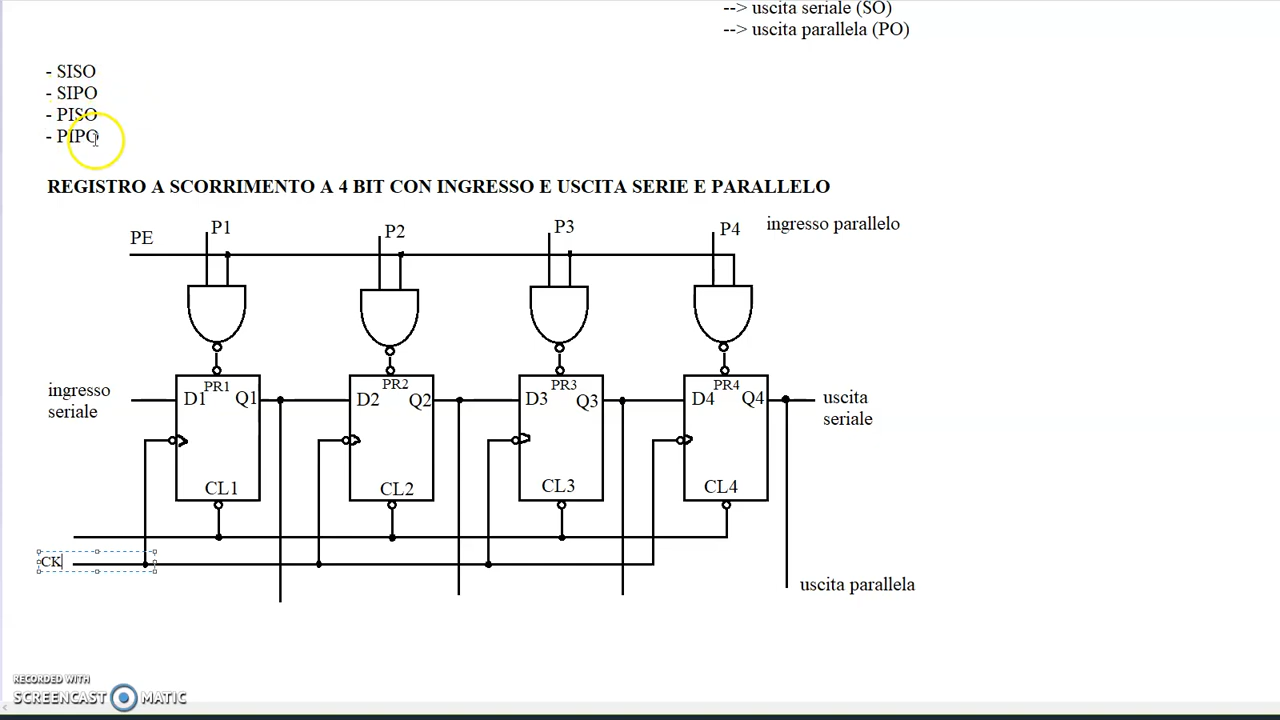 --> uscita seriale (SO)
--> uscita parallela (PO)
- SISO
- SIPO
- PISO
- PIPO
REGISTRO A SCORRIMENTO A 4 BIT CON INGRESSO E USCITA SERIE E PARALLELO
PE P1 P2 P3 P4 ingresso parallelo
PR1 PR2 PR3 PR4
ingresso
seriale
D1 Q1 D2 Q2 D3 Q3 D4 Q4
uscita
seriale
CL1 CL2 CL3 CL4
CK
uscita parallela
RECORDED WITH
SCREENCAST MATIC